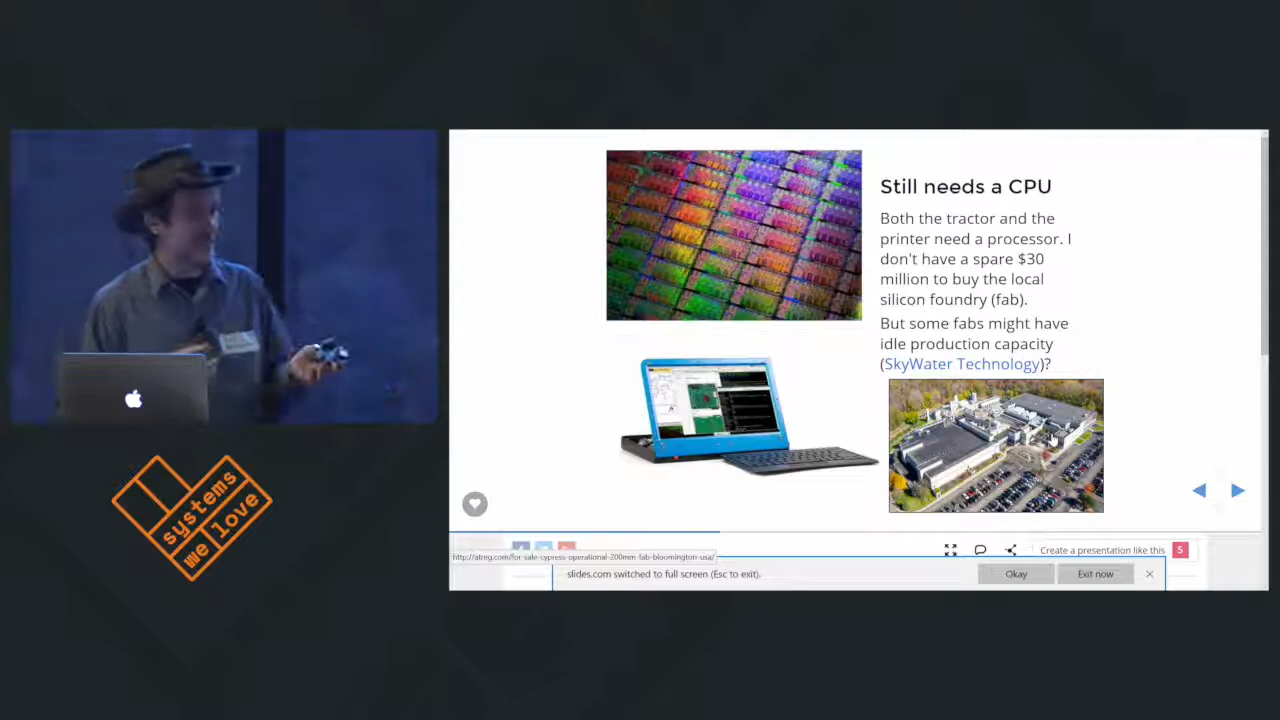 Still needs a CPU
Both the tractor and the
printer need a processor. I
don't have a spare $30
million to buy the local
silicon foundry (fab).
But some fabs might have
idle production capacity
(SkyWater Technology)?
systems
we love
Create a presentation like this
S
http://atreg.com/for-sale-cypress-operational-200mm-fab-bloomington-usa/
slides.com switched to full screen (Esc to exit).
Okay
Exit now